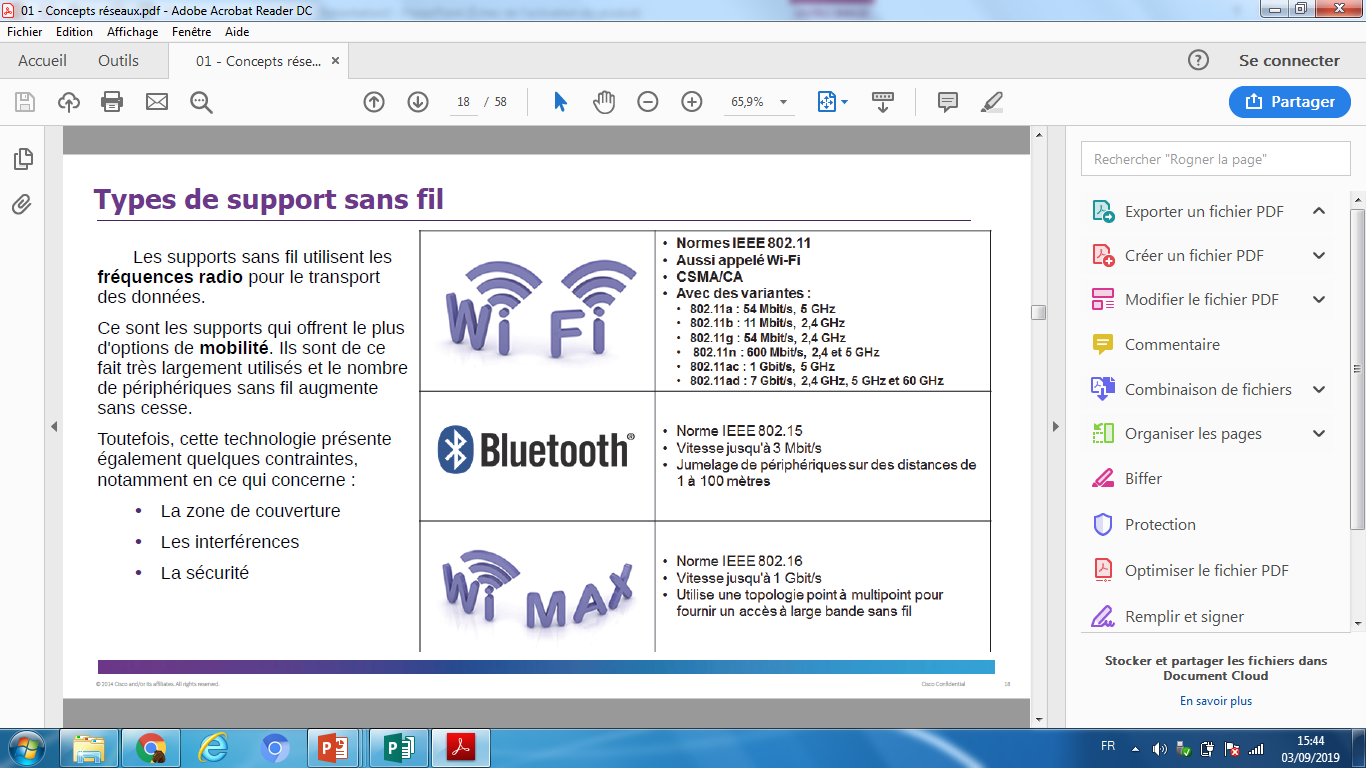 01 - Concepts réseaux.pdf - Adobe Acrobat Reader DC
Fichier Edition Affichage Fenêtre Aide
Accueil Outils 01 - Concepts rése... × Se connecter
18 / 58 65,9% Partager
Types de support sans fil
Les supports sans fil utilisent les
fréquences radio pour le transport
des données.
Ce sont les supports qui offrent le plus
d'options de mobilité. Ils sont de ce
fait très largement utilisés et le nombre
de périphériques sans fil augmente
sans cesse.
Toutefois, cette technologie présente
également quelques contraintes,
notamment en ce qui concerne :
• La zone de couverture
• Les interférences
• La sécurité
Wi Fi
• Normes IEEE 802.11
• Aussi appelé Wi-Fi
• CSMA/CA
• Avec des variantes :
• 802.11a : 54 Mbit/s, 5 GHz
• 802.11b : 11 Mbit/s, 2,4 GHz
• 802.11g : 54 Mbit/s, 2,4 GHz
• 802.11n : 600 Mbit/s, 2,4 et 5 GHz
• 802.11ac : 1 Gbit/s, 5 GHz
• 802.11ad : 7 Gbit/s, 2,4 GHz, 5 GHz et 60 GHz
Bluetooth®
• Norme IEEE 802.15
• Vitesse jusqu'à 3 Mbit/s
• Jumelage de périphériques sur des distances de
1 à 100 mètres
Wi MAX
• Norme IEEE 802.16
• Vitesse jusqu'à 1 Gbit/s
• Utilise une topologie point à multipoint pour
fournir un accès à large bande sans fil
© 2014 Cisco and/or its affiliates. All rights reserved. Cisco Confidential 18
Rechercher "Rogner la page"
Exporter un fichier PDF
Créer un fichier PDF
Modifier le fichier PDF
Commentaire
Combinaison de fichiers
Organiser les pages
Biffer
Protection
Optimiser le fichier PDF
Remplir et signer
Stocker et partager les fichiers dans
Document Cloud
En savoir plus
FR
15:44
03/09/2019